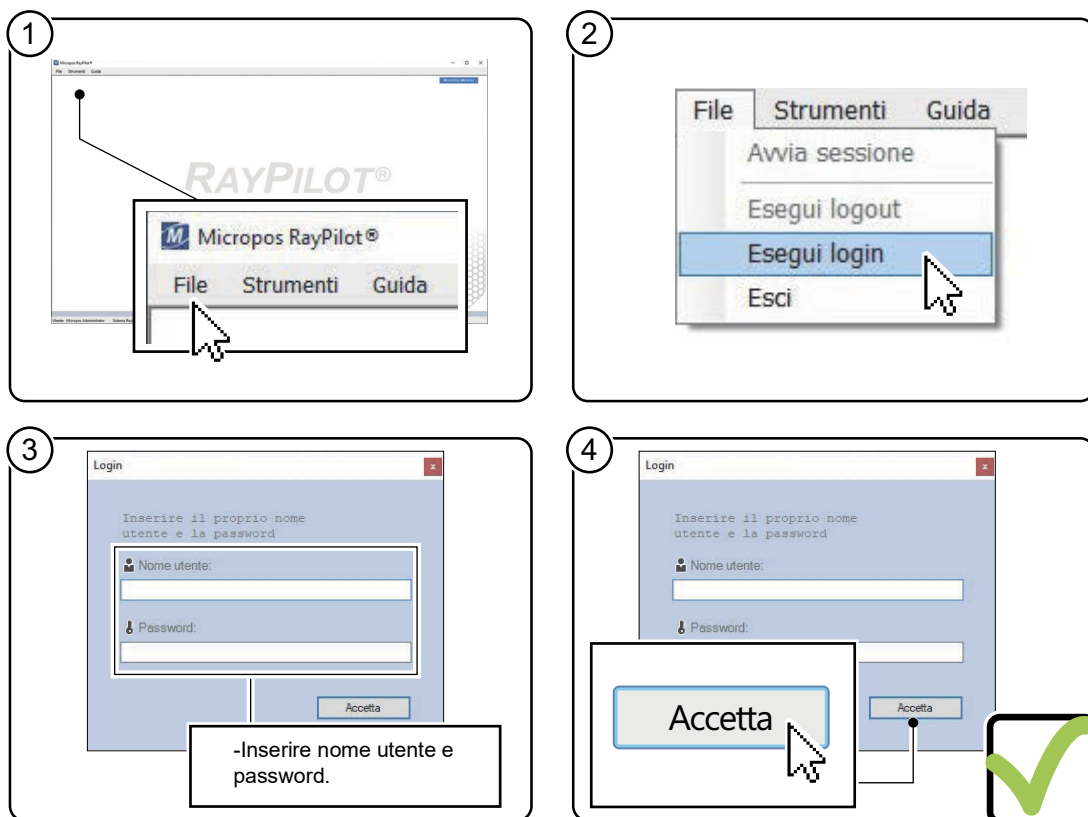 1
Micropos RayPilot®
File Strumenti Guida
RAYPILOT®
Micropos RayPilot®
File Strumenti Guida
2
File Strumenti Guida
Avvia sessione
Esegui logout
Esegui login
Esci
3
Login
x
Inserire il proprio nome
utente e la password
Nome utente:
Password:
Accetta
-Inserire nome utente e
password.
4
Login
x
Inserire il proprio nome
utente e la password
Nome utente:
Password:
Accetta
Accetta